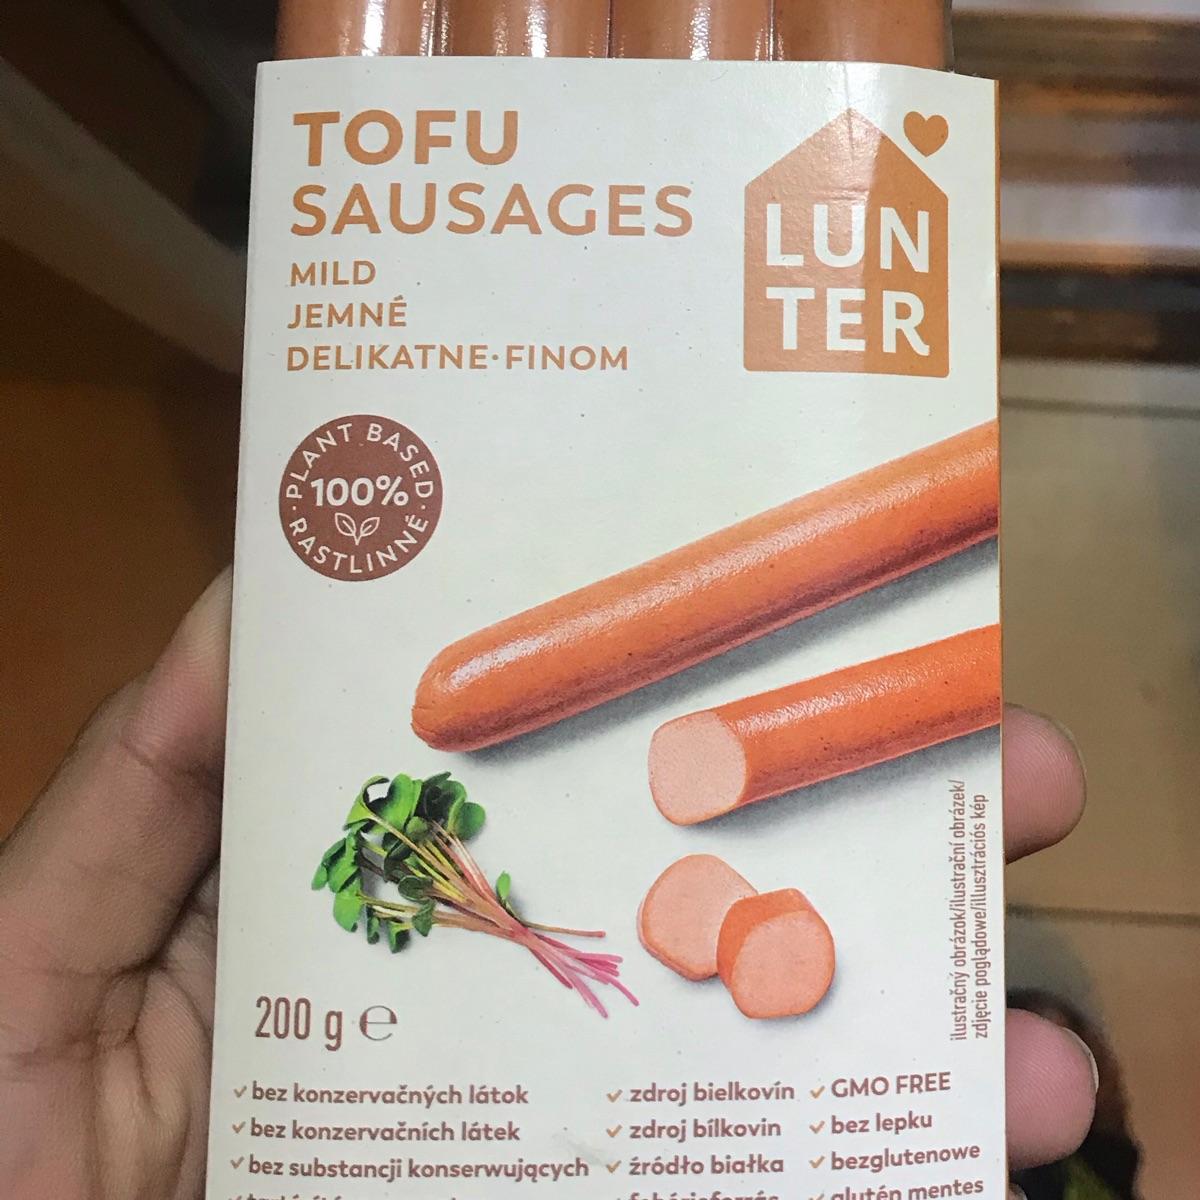 TOFU
SAUSAGES
MILD
JEMNÉ
DELIKATNE·FINOM
LUN
TER
PLANT BASED
100%
RASTLINNÉ
ilustračný obrázok/ilustrační obrázek/
zdjęcie poglądowe/illusztrációs kép
200 g ℮
bez konzervačných látok
bez konzervačních látek
bez substancji konserwujących
zdroj bielkovín
zdroj bílkovin
źródło białka
GMO FREE
bez lepku
bezglutenowe
glutén mentes